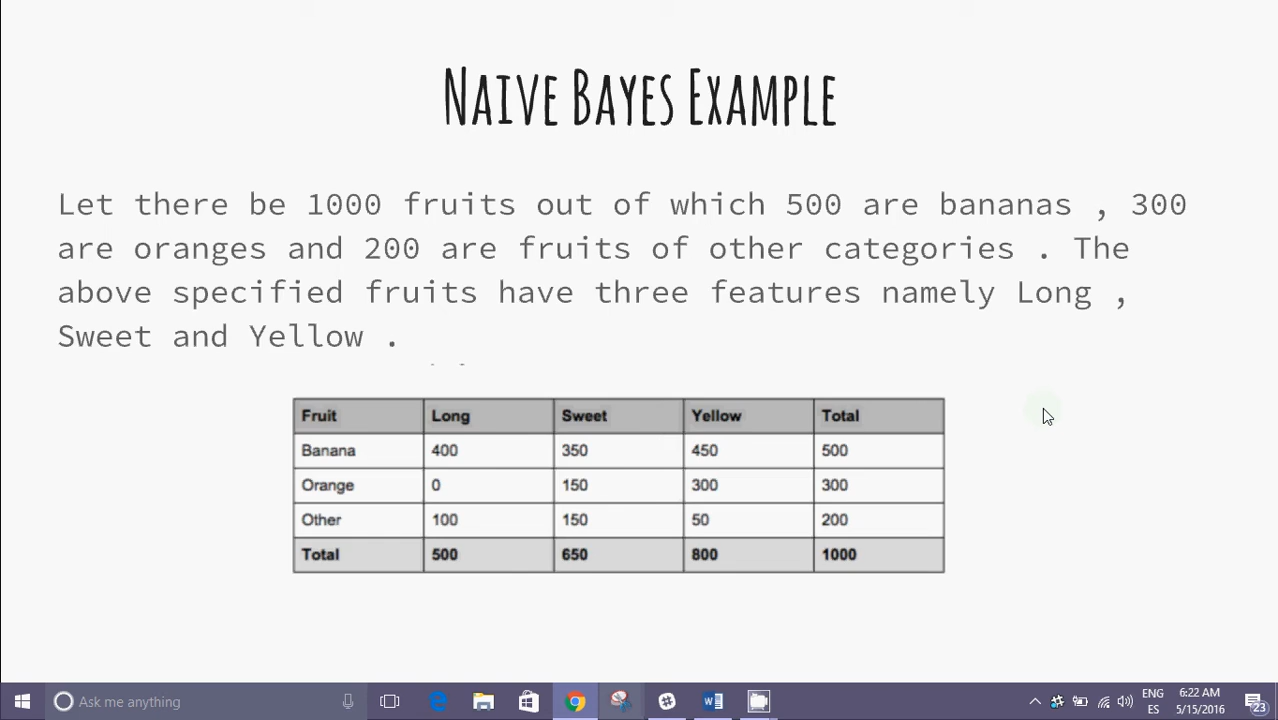 NAIVE BAYES EXAMPLE
Let there be 1000 fruits out of which 500 are bananas , 300
are oranges and 200 are fruits of other categories . The
above specified fruits have three features namely Long ,
Sweet and Yellow .
Fruit Long Sweet Yellow Total
Banana 400 350 450 500
Orange 0 150 300 300
Other 100 150 50 200
Total 500 650 800 1000
Ask me anything
ENG 6:22 AM
ES 5/15/2016 23